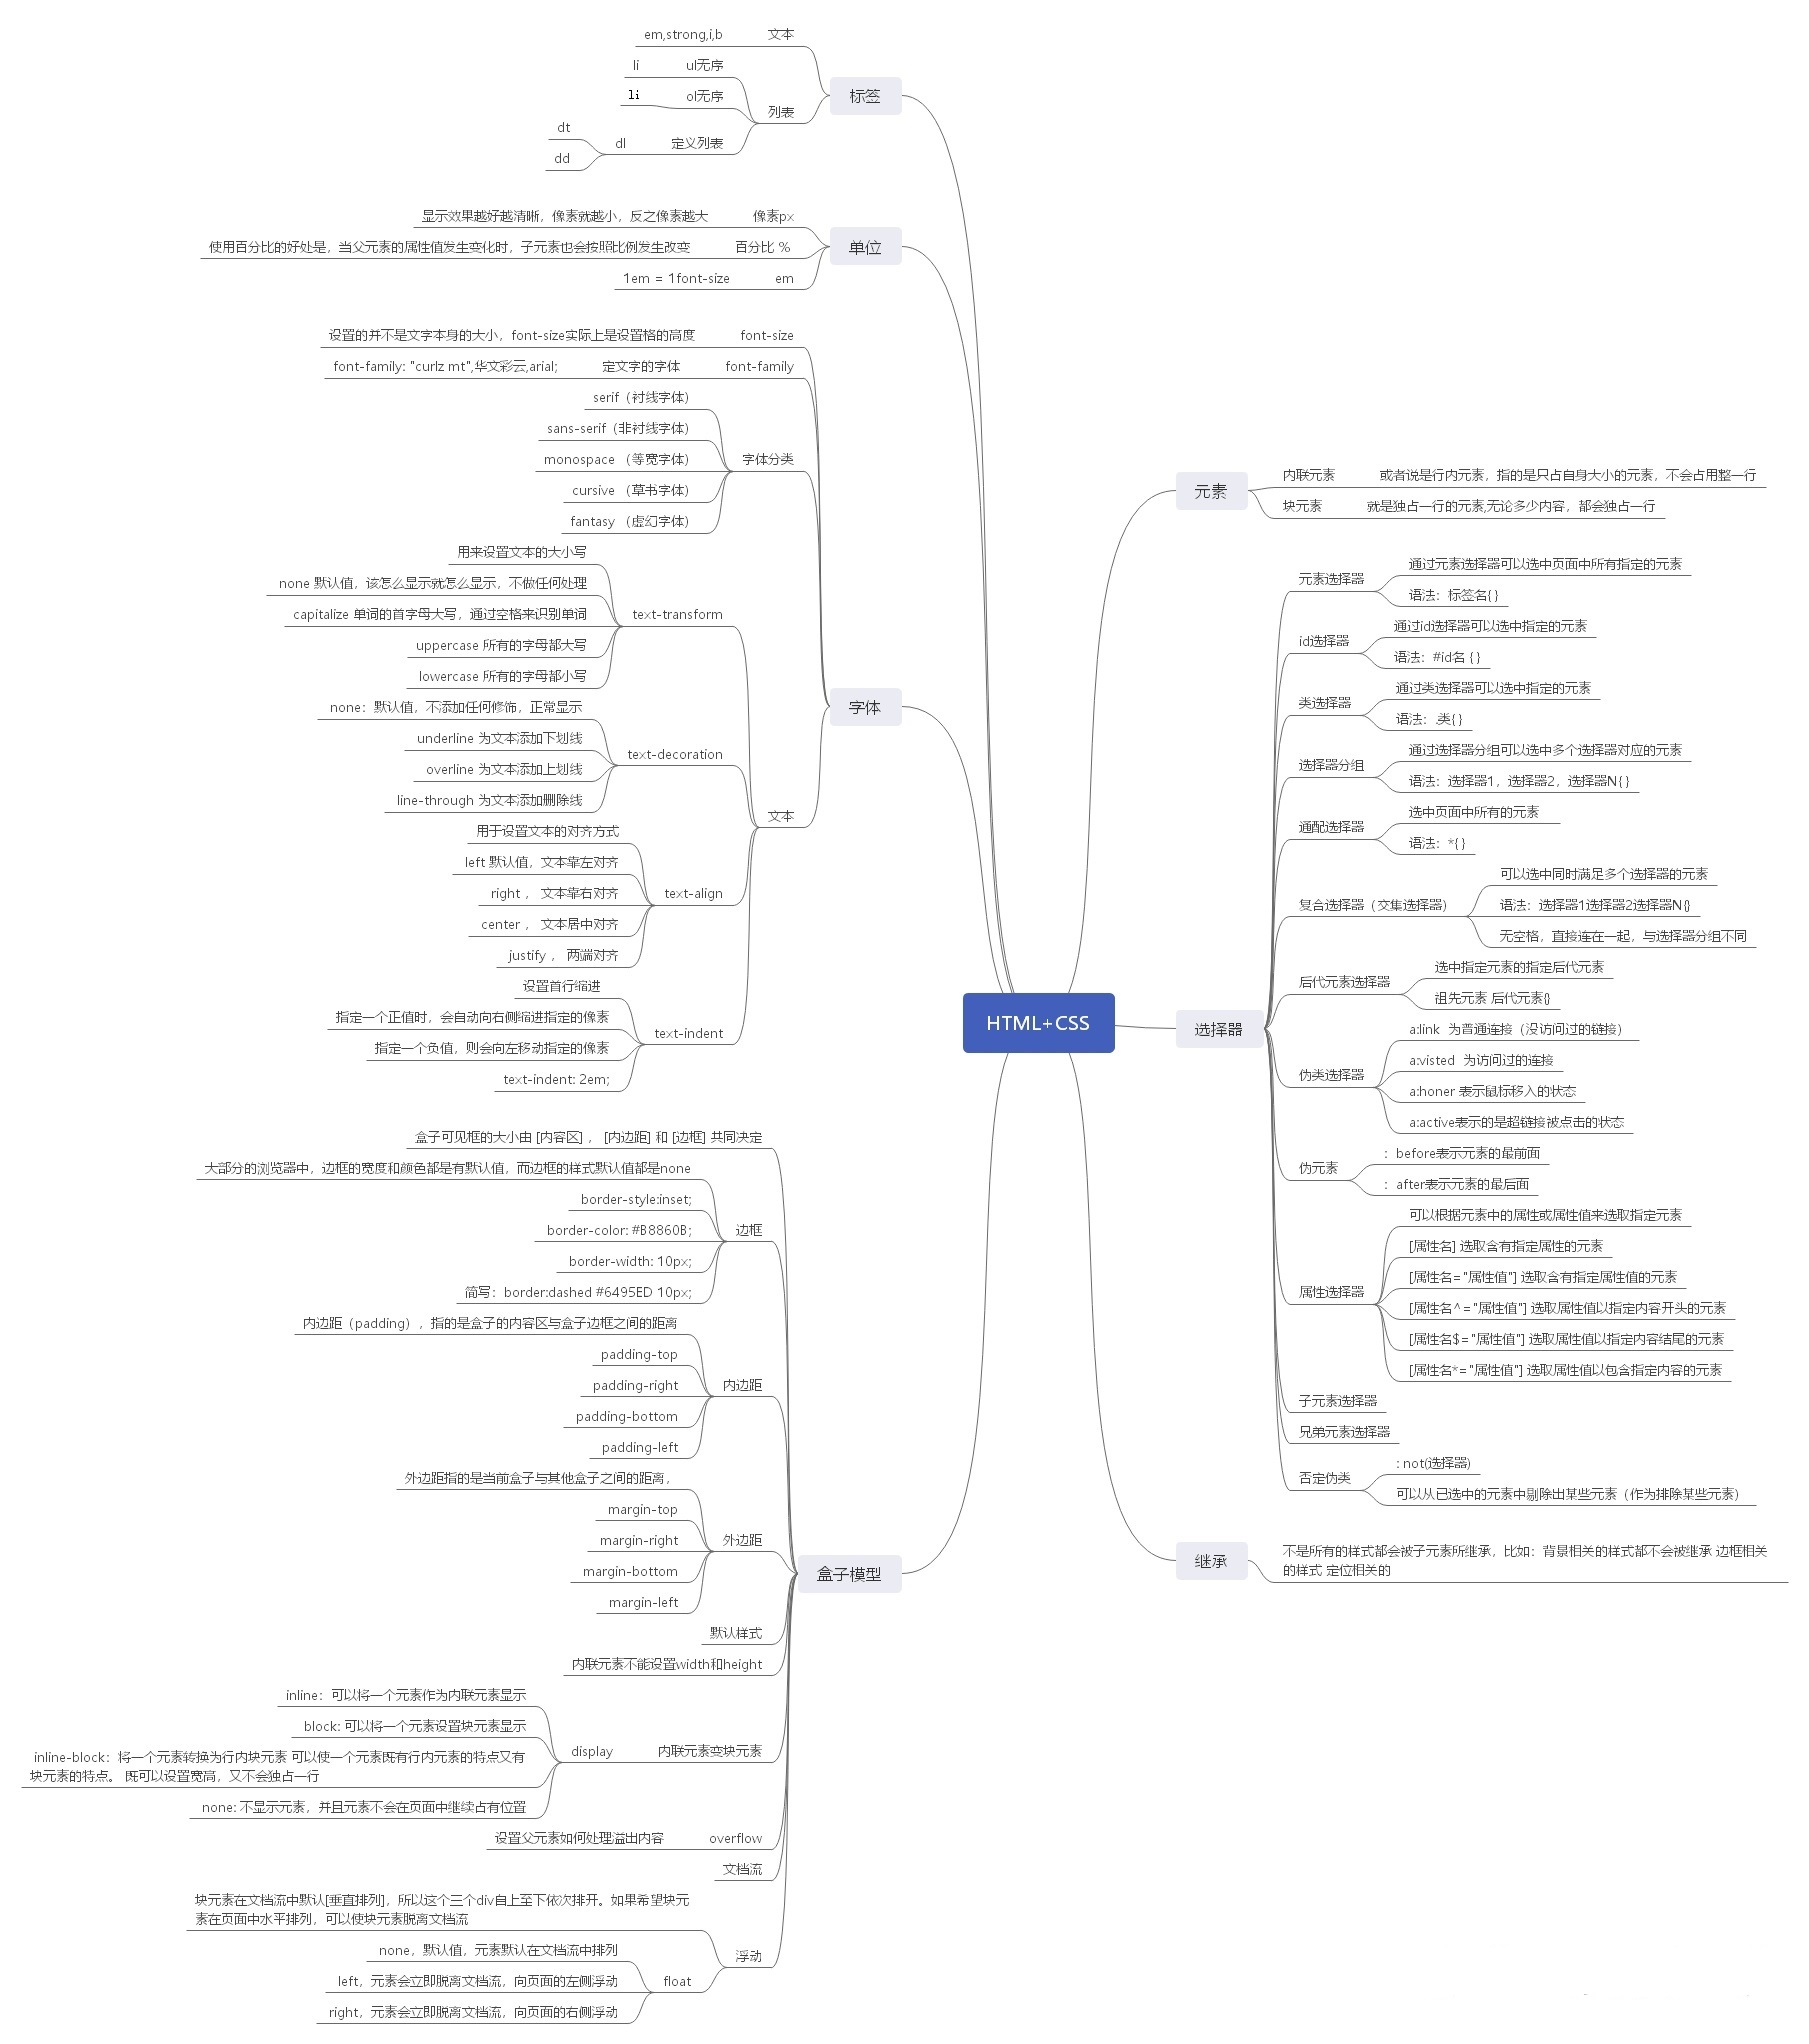 HTML+CSS
标签
文本
em,strong,i,b
列表
ul无序
li
ol无序
li
定义列表
dl
dt
dd
单位
像素px
显示效果越好越清晰，像素就越小，反之像素越大
百分比 %
使用百分比的好处是，当父元素的属性值发生变化时，子元素也会按照比例发生改变
em
1em = 1font-size
字体
font-size
设置的并不是文字本身的大小，font-size实际上是设置格的高度
font-family
定文字的字体
font-family: "curlz mt",华文彩云,arial;
字体分类
serif（衬线字体）
sans-serif（非衬线字体）
monospace （等宽字体）
cursive （草书字体）
fantasy （虚幻字体）
文本
text-transform
用来设置文本的大小写
none 默认值，该怎么显示就怎么显示，不做任何处理
capitalize 单词的首字母大写，通过空格来识别单词
uppercase 所有的字母都大写
lowercase 所有的字母都小写
text-decoration
none：默认值，不添加任何修饰，正常显示
underline 为文本添加下划线
overline 为文本添加上划线
line-through 为文本添加删除线
text-align
用于设置文本的对齐方式
left 默认值，文本靠左对齐
right ， 文本靠右对齐
center ， 文本居中对齐
justify ， 两端对齐
text-indent
设置首行缩进
指定一个正值时，会自动向右侧缩进指定的像素
指定一个负值，则会向左移动指定的像素
text-indent: 2em;
盒子模型
盒子可见框的大小由 [内容区] ， [内边距] 和 [边框] 共同决定
边框
大部分的浏览器中，边框的宽度和颜色都是有默认值，而边框的样式默认值都是none
border-style:inset;
border-color: #B8860B;
border-width: 10px;
简写：border:dashed #6495ED 10px;
内边距
内边距（padding），指的是盒子的内容区与盒子边框之间的距离
padding-top
padding-right
padding-bottom
padding-left
外边距
外边距指的是当前盒子与其他盒子之间的距离，
margin-top
margin-right
margin-bottom
margin-left
默认样式
内联元素不能设置width和height
内联元素变块元素
display
inline：可以将一个元素作为内联元素显示
block: 可以将一个元素设置块元素显示
inline-block：将一个元素转换为行内块元素 可以使一个元素既有行内元素的特点又有
块元素的特点。 既可以设置宽高，又不会独占一行
none: 不显示元素，并且元素不会在页面中继续占有位置
overflow
设置父元素如何处理溢出内容
文档流
浮动
块元素在文档流中默认[垂直排列]，所以这个三个div自上至下依次排开。如果希望块元
素在页面中水平排列，可以使块元素脱离文档流
float
none，默认值，元素默认在文档流中排列
left，元素会立即脱离文档流，向页面的左侧浮动
right，元素会立即脱离文档流，向页面的右侧浮动
元素
内联元素
或者说是行内元素，指的是只占自身大小的元素，不会占用整一行
块元素
就是独占一行的元素,无论多少内容，都会独占一行
选择器
元素选择器
通过元素选择器可以选中页面中所有指定的元素
语法：标签名{ }
id选择器
通过id选择器可以选中指定的元素
语法：#id名 { }
类选择器
通过类选择器可以选中指定的元素
语法：.类{ }
选择器分组
通过选择器分组可以选中多个选择器对应的元素
语法：选择器1，选择器2，选择器N{ }
通配选择器
选中页面中所有的元素
语法：*{ }
复合选择器（交集选择器）
可以选中同时满足多个选择器的元素
语法：选择器1选择器2选择器N{}
无空格，直接连在一起，与选择器分组不同
后代元素选择器
选中指定元素的指定后代元素
祖先元素 后代元素{}
伪类选择器
a:link 为普通连接（没访问过的链接）
a:visted 为访问过的连接
a:honer 表示鼠标移入的状态
a:active表示的是超链接被点击的状态
伪元素
：before表示元素的最前面
：after表示元素的最后面
属性选择器
可以根据元素中的属性或属性值来选取指定元素
[属性名] 选取含有指定属性的元素
[属性名="属性值"] 选取含有指定属性值的元素
[属性名^="属性值"] 选取属性值以指定内容开头的元素
[属性名$="属性值"] 选取属性值以指定内容结尾的元素
[属性名*="属性值"] 选取属性值以包含指定内容的元素
子元素选择器
兄弟元素选择器
否定伪类
: not(选择器)
可以从已选中的元素中剔除出某些元素（作为排除某些元素）
继承
不是所有的样式都会被子元素所继承，比如：背景相关的样式都不会被继承 边框相关
的样式 定位相关的